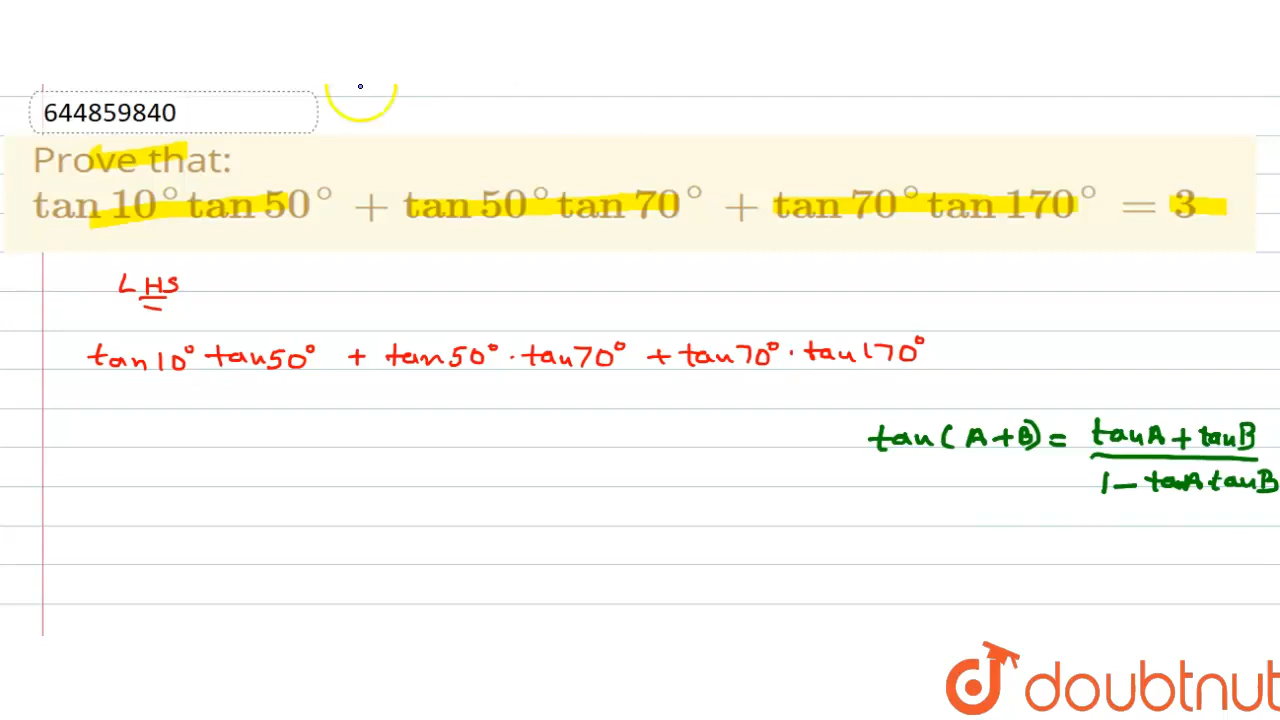 644859840
Prove that:
tan 10° tan 50° + tan 50° tan 70° + tan 70° tan 170° = 3
LHS
tan10° tan50° + tan50° · tan70° + tan70° · tan170°
tan(A+B) = tanA + tanB
1 - tanA tanB
doubtnut